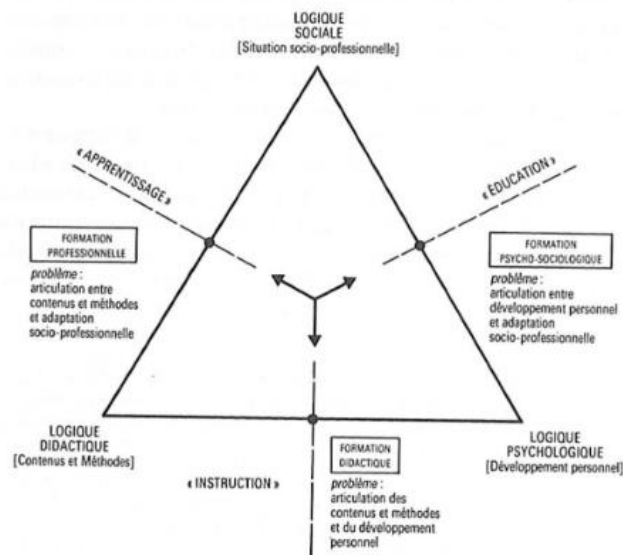 LOGIQUE
SOCIALE
[Situation socio-professionnelle]
« APPRENTISSAGE »
« ÉDUCATION »
FORMATION
PROFESSIONNELLE
problème :
articulation entre
contenus et méthodes
et adaptation
socio-professionnelle
FORMATION
PSYCHO-SOCIOLOGIQUE
problème :
articulation entre
développement personnel
et adaptation
socio-professionnelle
LOGIQUE
DIDACTIQUE
[Contenus et Méthodes]
LOGIQUE
PSYCHOLOGIQUE
[Développement personnel]
« INSTRUCTION »
FORMATION
DIDACTIQUE
problème :
articulation des
contenus et méthodes
et du développement
personnel